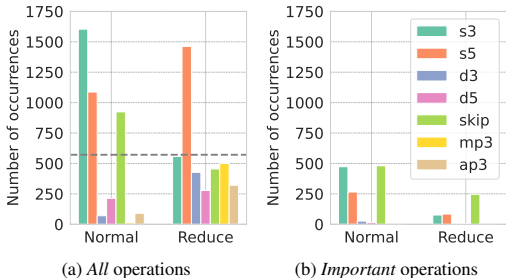 1750
1500
1250
1000
750
500
250
0
Number of occurrences
Normal
Reduce
(a) All operations
1750
1500
1250
1000
750
500
250
0
Number of occurrences
s3
s5
d3
d5
skip
mp3
ap3
Normal
Reduce
(b) Important operations